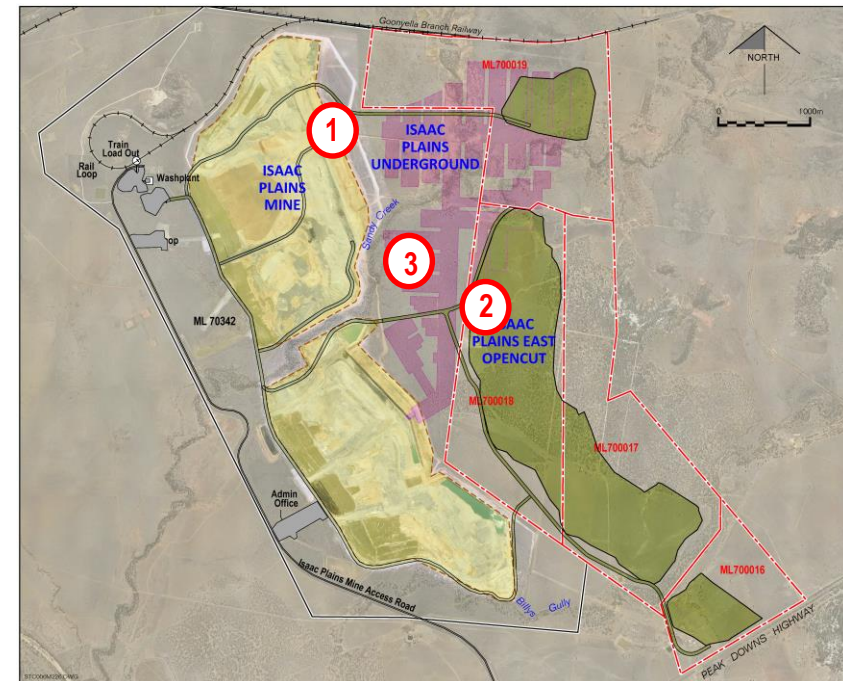 Goonyella Branch Railway
NORTH
0
1000m
ML700019
1
ISAAC
PLAINS
UNDERGROUND
Train
Load Out
Rail
Loop
Washplant
ISAAC
PLAINS
MINE
Sandy Creek
3
2
ISAAC
PLAINS EAST
OPENCUT
ML 70342
ML700018
ML700017
Admin
Office
Isaac Plains Mine Access Road
Billys Gully
ML700016
PEAK DOWNS HIGHWAY